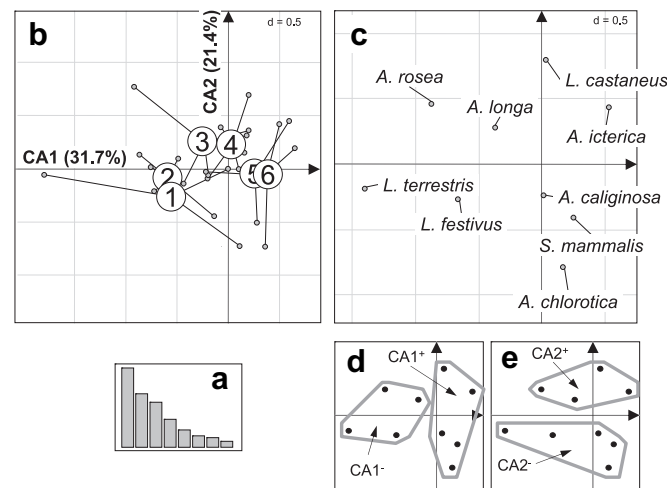 b
d = 0.5
CA2 (21.4%)
CA1 (31.7%)
1
2
3
4
5
6
c
d = 0.5
A. rosea
L. castaneus
A. longa
A. icterica
L. terrestris
A. caliginosa
L. festivus
S. mammalis
A. chlorotica
a
d
CA1+
CA1-
e
CA2+
CA2-